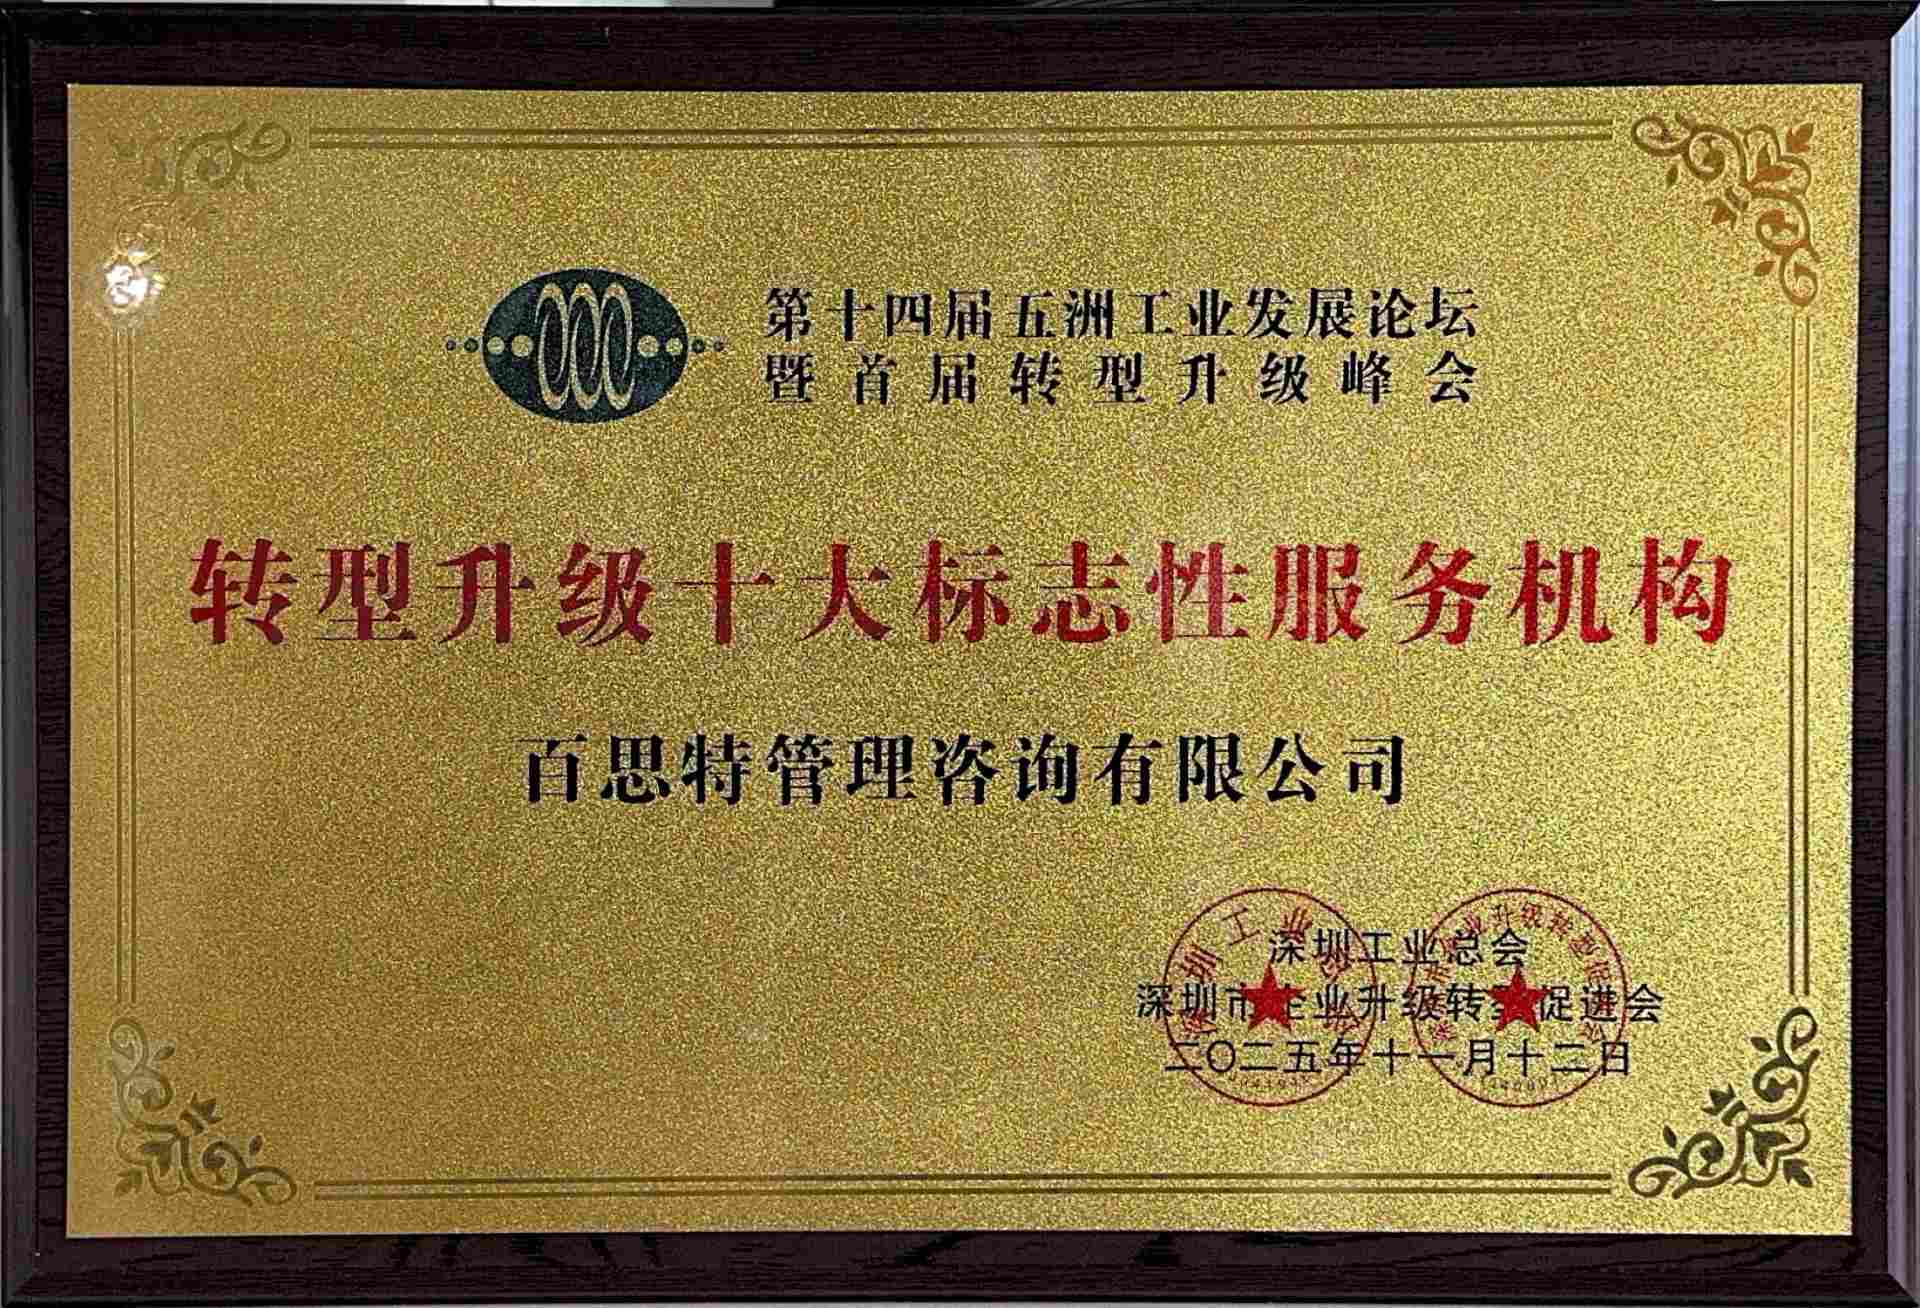 第十四届五洲工业发展论坛
暨首届转型升级峰会
转型升级十大标志性服务机构
百思特管理咨询有限公司
深圳工业总会
深圳市企业升级转型促进会
二〇二五年十一月十二日